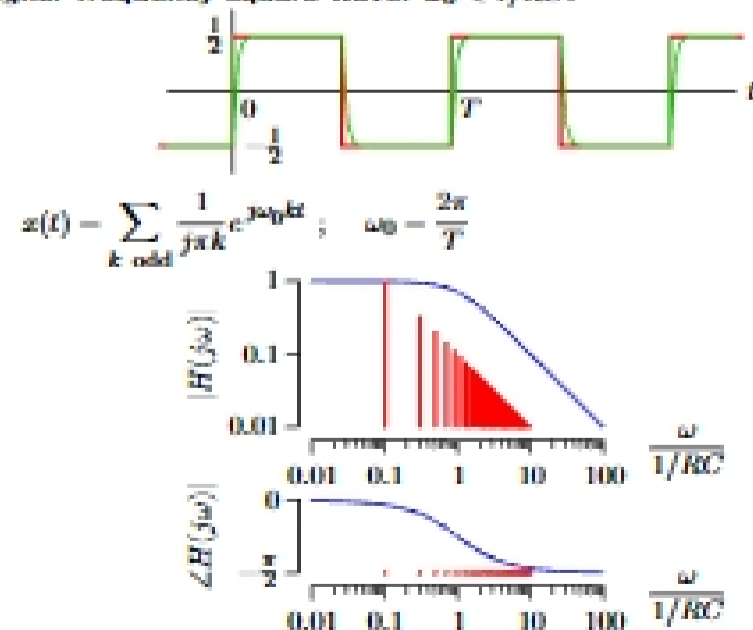 1/2
0 T t
-1/2
x(t) = ∑ k odd 1/(jπk) e^{jω₀kt} ; ω₀ = 2π/T
|H(jω)|
1
0.1
0.01
0.01 0.1 1 10 100
ω/(1/RC)
∠H(jω)|
0
-π/2
0.01 0.1 1 10 100
ω/(1/RC)